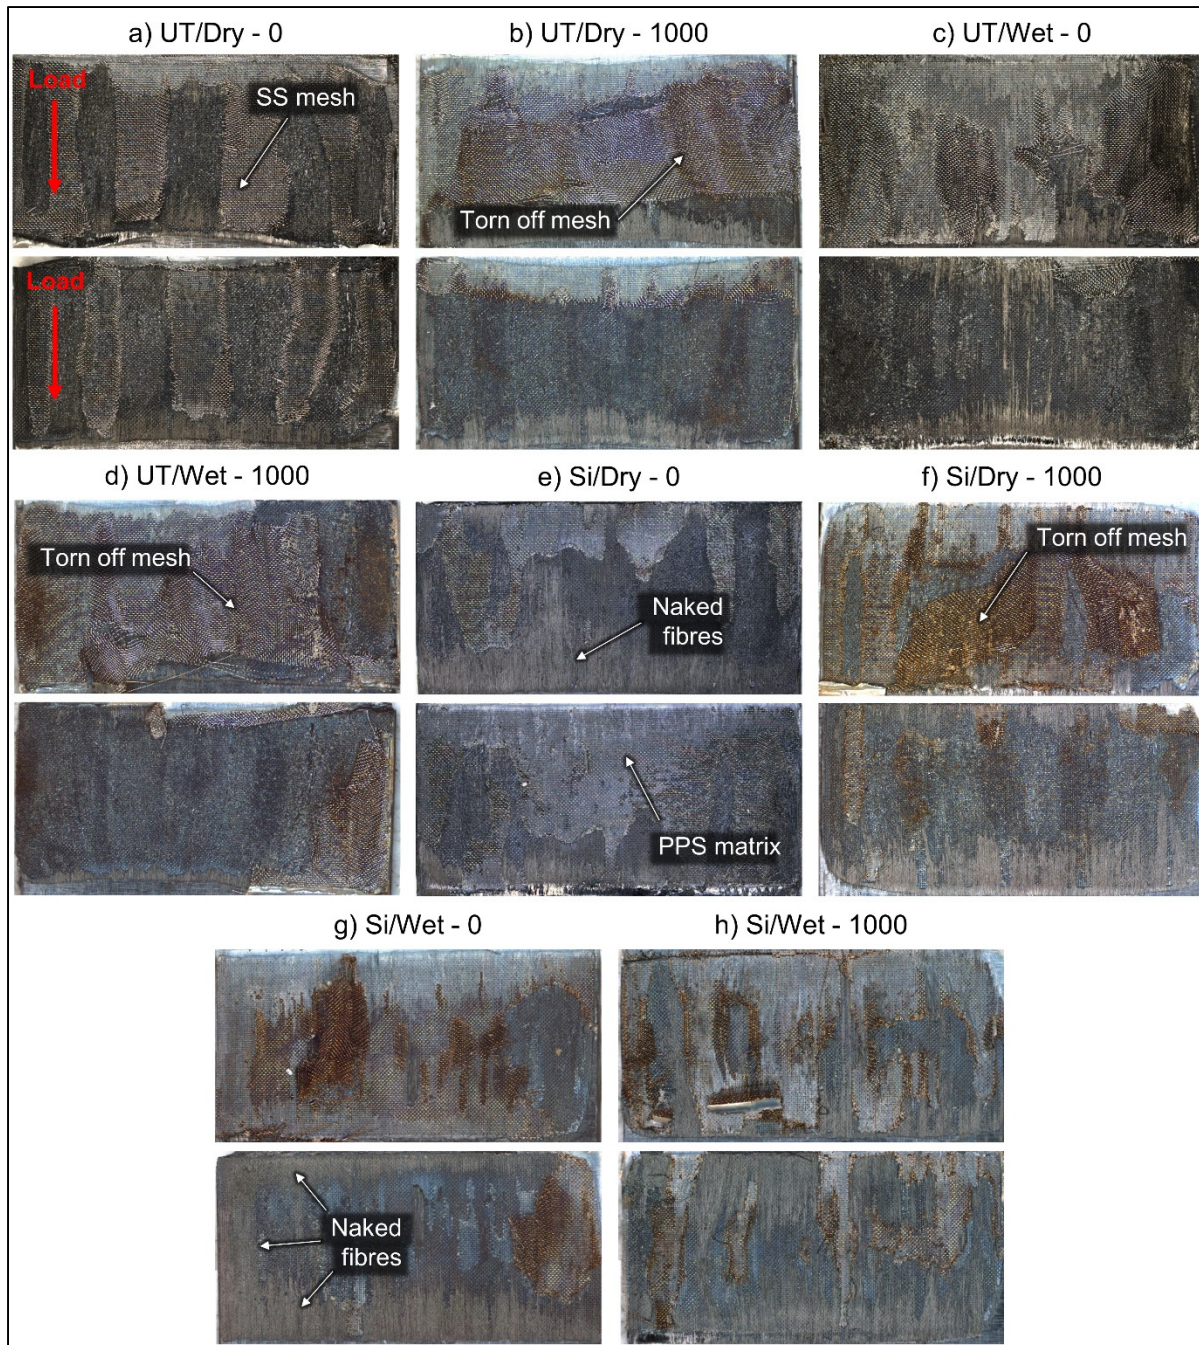 a) UT/Dry - 0
b) UT/Dry - 1000
c) UT/Wet - 0
Load
SS mesh
Torn off mesh
Load
d) UT/Wet - 1000
e) Si/Dry - 0
f) Si/Dry - 1000
Torn off mesh
Naked
fibres
Torn off mesh
PPS matrix
g) Si/Wet - 0
h) Si/Wet - 1000
Naked
fibres